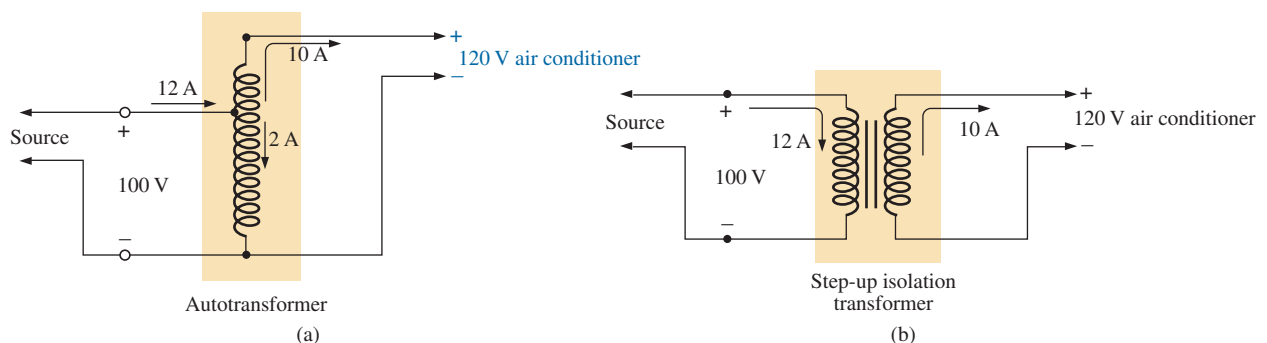 10 A
+
120 V air conditioner
−
12 A
+
Source
2 A
100 V
−
Autotransformer
(a)
+
Source
12 A
10 A
+
120 V air conditioner
−
100 V
−
Step-up isolation
transformer
(b)